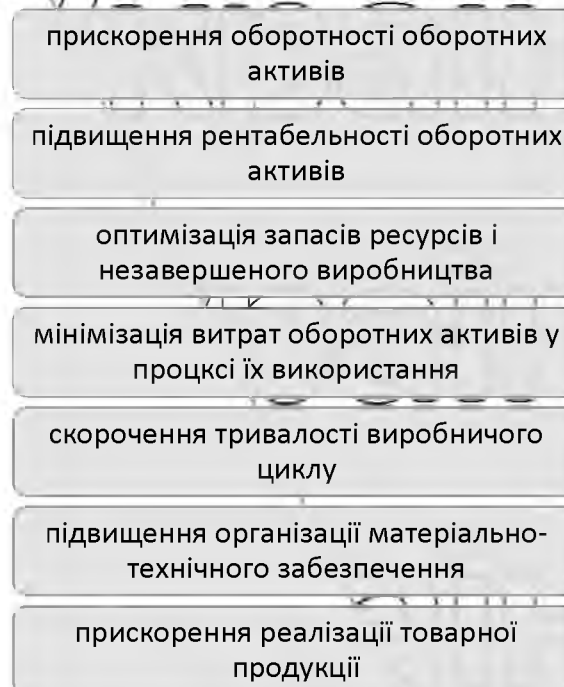 прискорення оборотності оборотних
активів
підвищення рентабельності оборотних
активів
оптимізація запасів ресурсів і
незавершеного виробництва
мінімізація витрат оборотних активів у
процксі їх використання
скорочення тривалості виробничого
циклу
підвищення організації матеріально-
технічного забезпечення
прискорення реалізації товарної
продукції